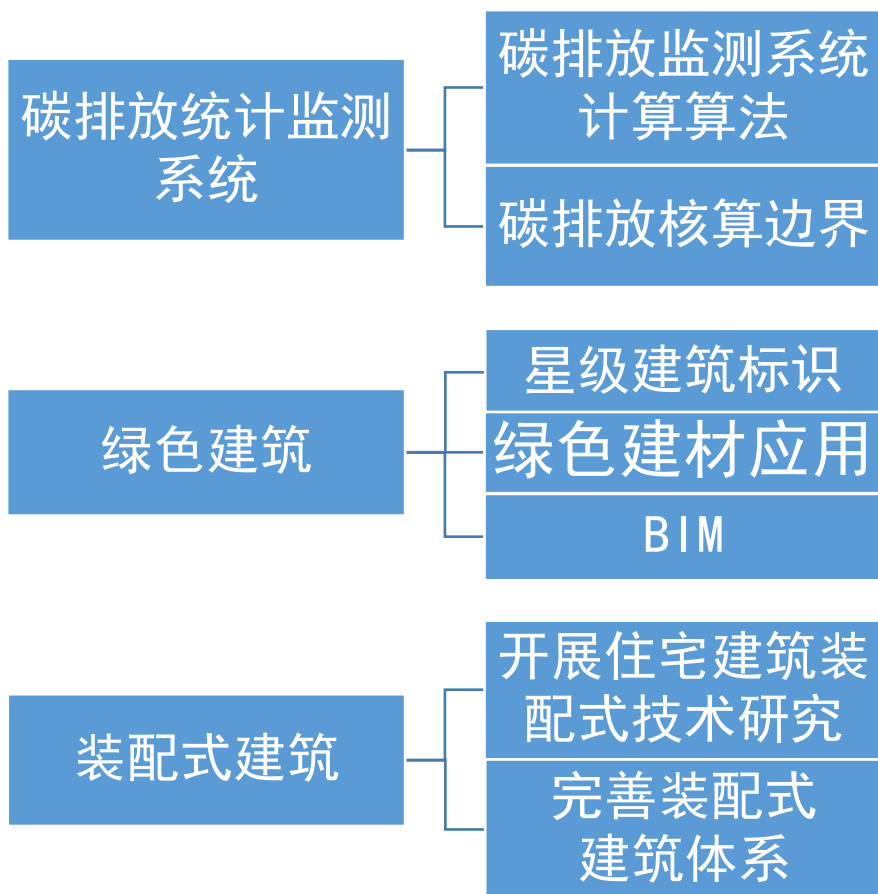 碳排放统计监测
系统
碳排放监测系统
计算算法
碳排放核算边界
绿色建筑
星级建筑标识
绿色建材应用
BIM
装配式建筑
开展住宅建筑装
配式技术研究
完善装配式
建筑体系